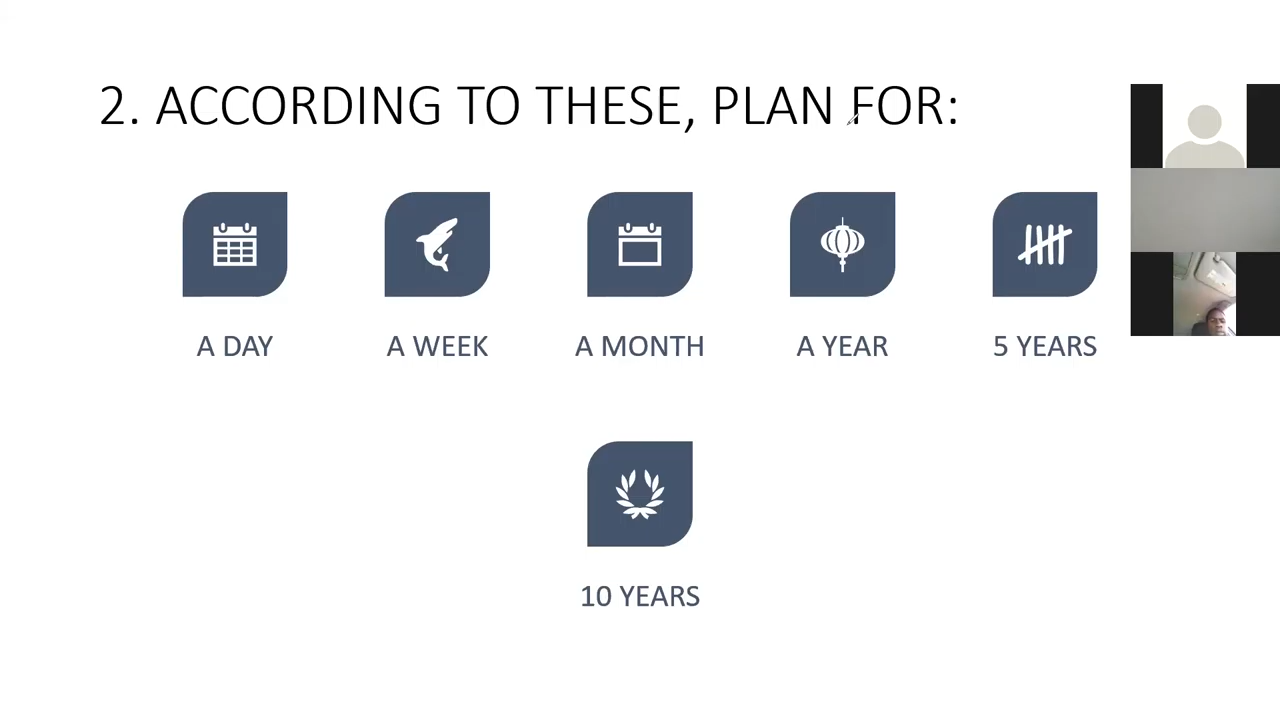 2. ACCORDING TO THESE, PLAN FOR:
A DAY
A WEEK
A MONTH
A YEAR
5 YEARS
10 YEARS